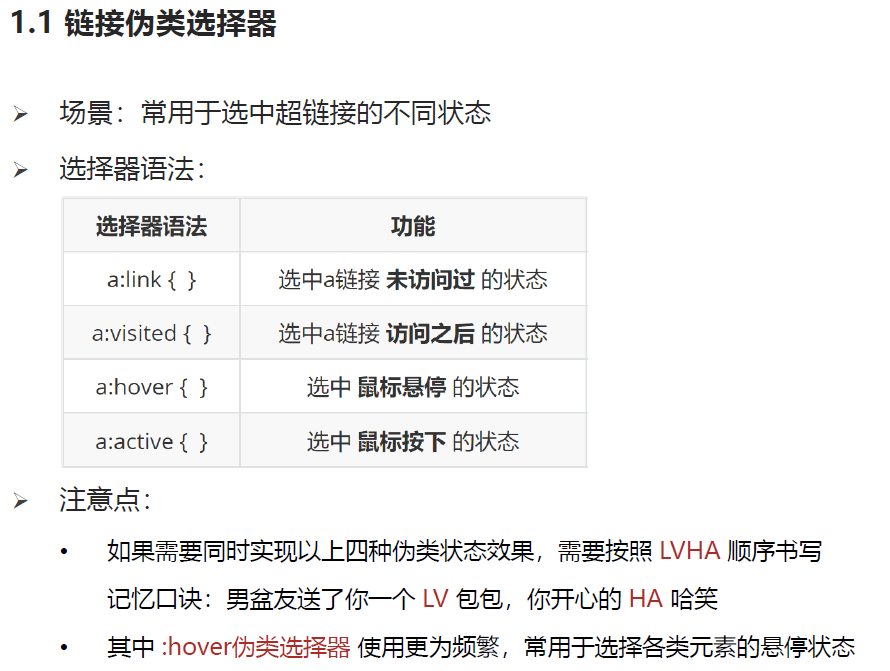 1.1 链接伪类选择器
场景：常用于选中超链接的不同状态
选择器语法：
选择器语法 功能
a:link { } 选中a链接 未访问过 的状态
a:visited { } 选中a链接 访问之后 的状态
a:hover { } 选中 鼠标悬停 的状态
a:active { } 选中 鼠标按下 的状态
注意点：
如果需要同时实现以上四种伪类状态效果，需要按照 LVHA 顺序书写
记忆口诀：男盆友送了你一个 LV 包包，你开心的 HA 哈笑
其中 :hover伪类选择器 使用更为频繁，常用于选择各类元素的悬停状态